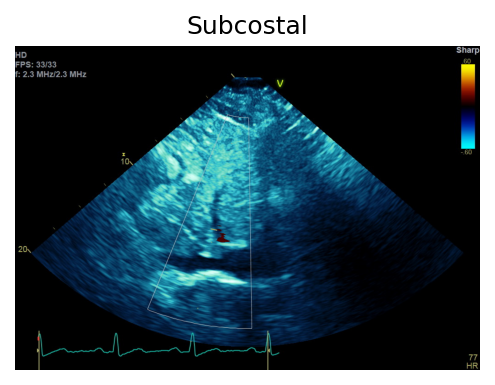 Subcostal
HD
FPS: 33/33
f: 2.3 MHz/2.3 MHz
Sharp
60
V
-60
10
20
77
HR